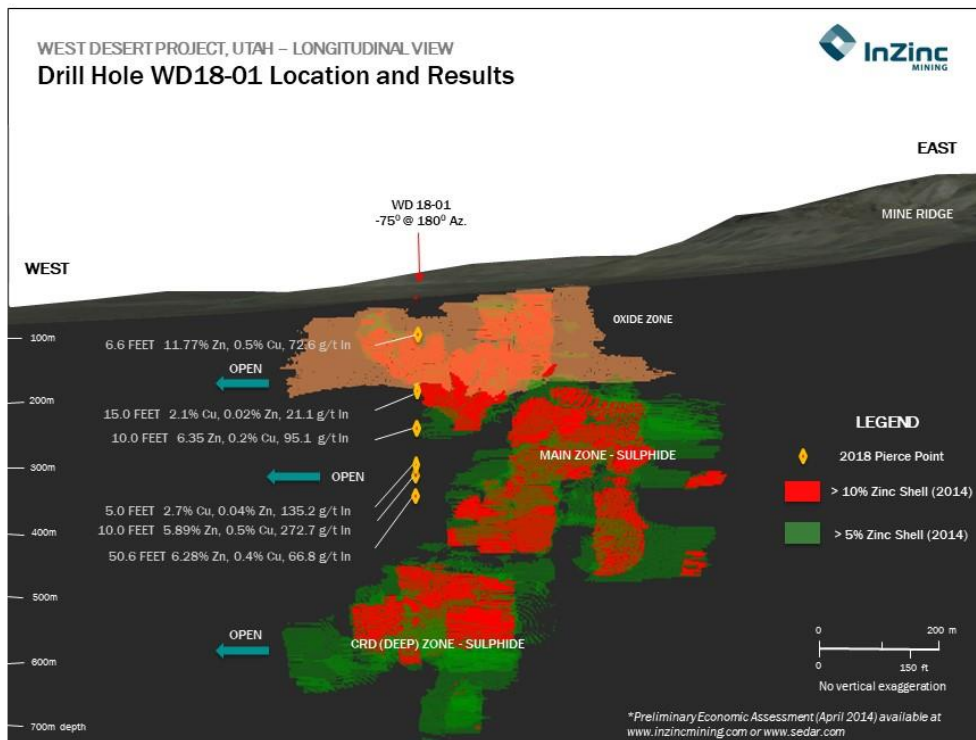 WEST DESERT PROJECT, UTAH – LONGITUDINAL VIEW
Drill Hole WD18-01 Location and Results
InZinc
MINING
EAST
MINE RIDGE
WD 18-01
-75⁰ @ 180⁰ Az.
WEST
OXIDE ZONE
100m
6.6 FEET 11.77% Zn, 0.5% Cu, 72.6 g/t In
OPEN
200m
15.0 FEET 2.1% Cu, 0.02% Zn, 21.1 g/t In
10.0 FEET 6.35 Zn, 0.2% Cu, 95.1 g/t In
LEGEND
2018 Pierce Point
> 10% Zinc Shell (2014)
> 5% Zinc Shell (2014)
MAIN ZONE - SULPHIDE
300m
OPEN
5.0 FEET 2.7% Cu, 0.04% Zn, 135.2 g/t In
10.0 FEET 5.89% Zn, 0.5% Cu, 272.7 g/t In
400m
50.6 FEET 6.28% Zn, 0.4% Cu, 66.8 g/t In
500m
OPEN
CRD (DEEP) ZONE - SULPHIDE
600m
0 200 m
0 150 ft
No vertical exaggeration
700m depth
*Preliminary Economic Assessment (April 2014) available at
www.inzincmining.com or www.sedar.com